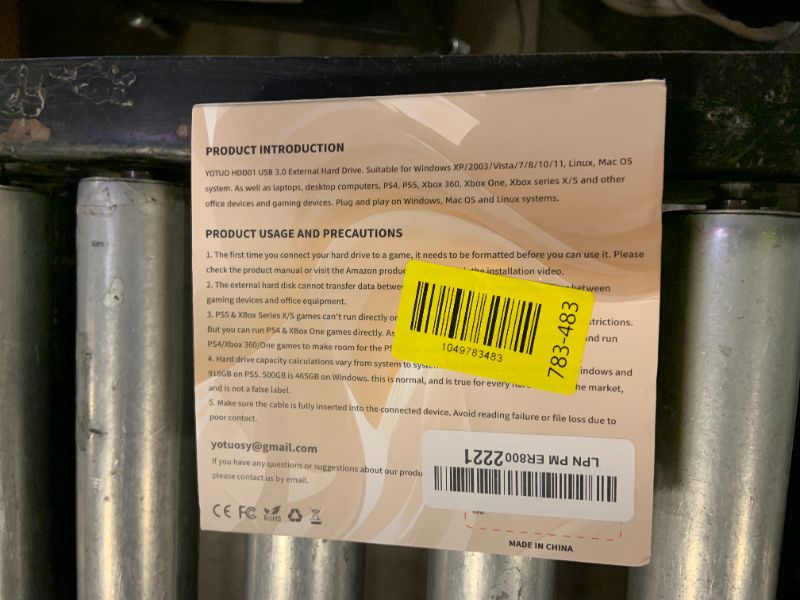 PRODUCT INTRODUCTION
YOTUO HDD01 USB 3.0 External Hard Drive. Suitable for Windows XP/2003/Vista/7/8/10/11, Linux, Mac OS
system. As well as laptops, desktop computers, PS4, PS5, Xbox 360, Xbox One, Xbox series X/S and other
office devices and gaming devices. Plug and play on Windows, Mac OS and Linux systems.
PRODUCT USAGE AND PRECAUTIONS
1. The first time you connect your hard drive to a game, it needs to be formatted before you can use it. Please
check the product manual or visit the Amazon the installation video.
2. The external hard disk cannot transfer data between
gaming devices and office equipment.
3. PS5 & XBox Series X/S games can't run directly
But you can run PS4 & XBox One games directly. and run
PS4/Xbox 360/One games to make room for the
4. Hard drive capacity calculations vary from system to and
918GB on PS5. 500GB is 465GB on Windows. this is normal, and is true for every the market,
and is not a false label.
5. Make sure the cable is fully inserted into the connected device. Avoid reading failure or file loss due to
poor contact.
yotuosy@gmail.com
If you have any questions or suggestions about our
please contact us by email.
CE FC RoHS
MADE IN CHINA
1049783483
783-483
LPN PM ER8002221